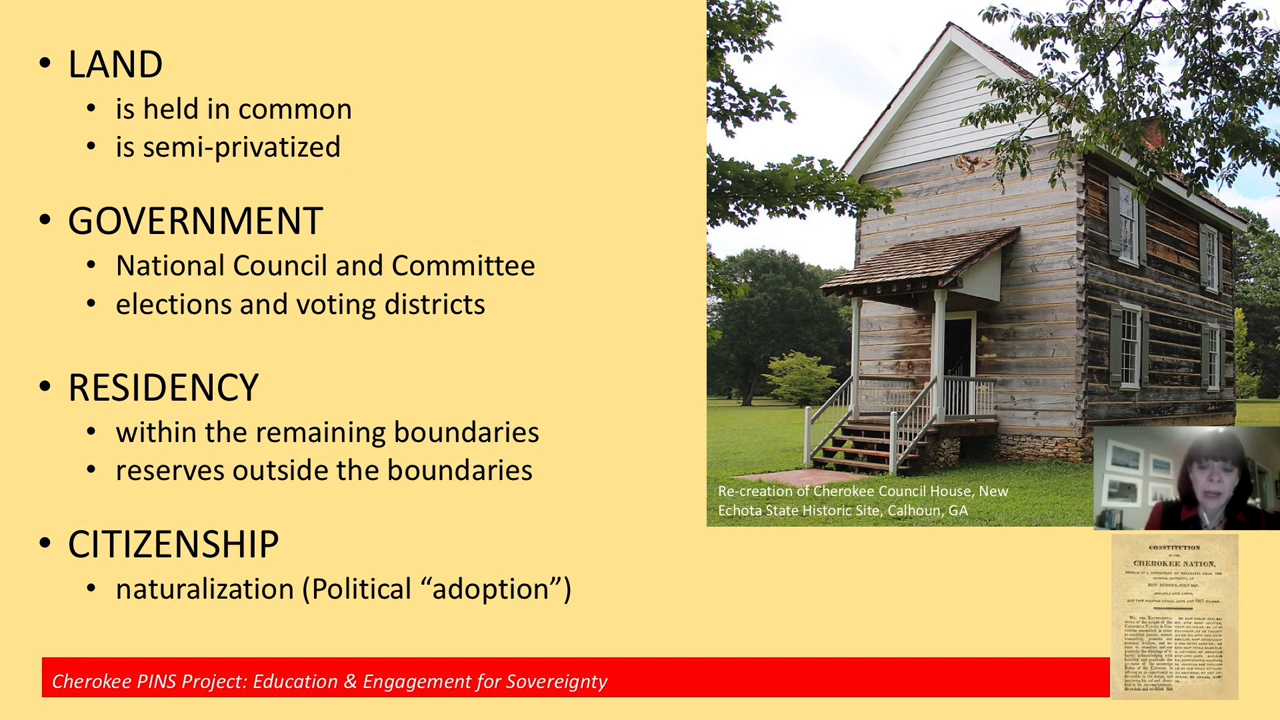 • LAND
• is held in common
• is semi-privatized
• GOVERNMENT
• National Council and Committee
• elections and voting districts
• RESIDENCY
• within the remaining boundaries
• reserves outside the boundaries
• CITIZENSHIP
• naturalization (Political “adoption”)
Re-creation of Cherokee Council House, New
Echota State Historic Site, Calhoun, GA
CONSTITUTION
OF THE
CHEROKEE NATION,
Cherokee PINS Project: Education & Engagement for Sovereignty